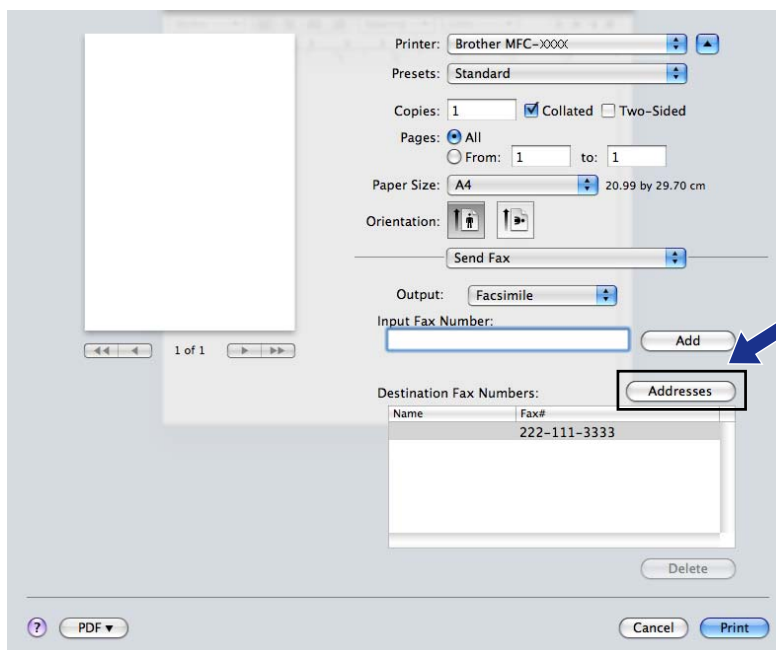 Printer: Brother MFC-XXXX
Presets: Standard
Copies: 1 Collated Two-Sided
Pages: All
From: 1 to: 1
Paper Size: A4 20.99 by 29.70 cm
Orientation:
Send Fax
Output: Facsimile
Input Fax Number:
Add
1 of 1
Destination Fax Numbers: Addresses
Name Fax#
222-111-3333
Delete
? PDF Cancel Print